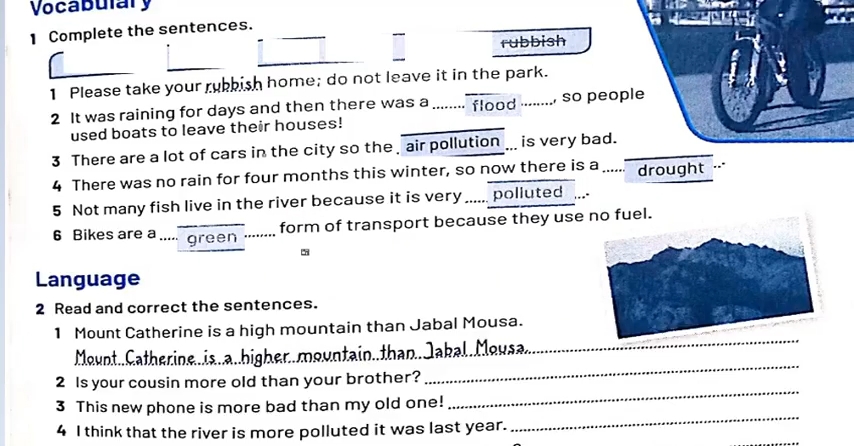 Vocabulary
1 Complete the sentences.
rubbish
1 Please take your rubbish home; do not leave it in the park.
2 It was raining for days and then there was a ........ flood ........, so people
used boats to leave their houses!
3 There are a lot of cars in the city so the . air pollution ... is very bad.
4 There was no rain for four months this winter, so now there is a ...... drought ...
5 Not many fish live in the river because it is very ...... polluted ....
6 Bikes are a ..... green ........ form of transport because they use no fuel.
Language
2 Read and correct the sentences.
1 Mount Catherine is a high mountain than Jabal Mousa.
Mount Catherine is a higher mountain than Jabal Mousa.
2 Is your cousin more old than your brother?
3 This new phone is more bad than my old one!
4 I think that the river is more polluted it was last year.